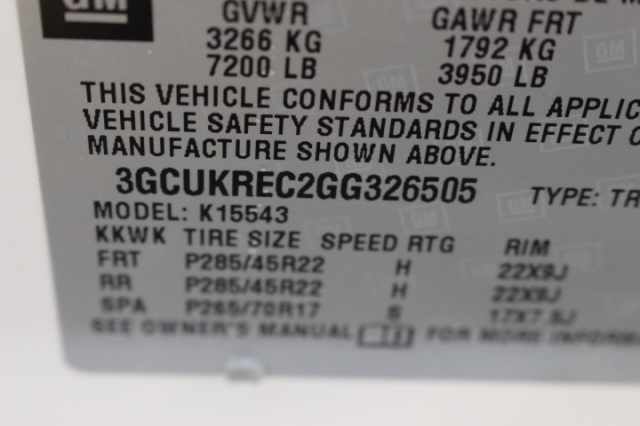 GM
GVWR GAWR FRT
3266 KG 1792 KG GM
7200 LB 3950 LB
THIS VEHICLE CONFORMS TO ALL APPLIC
VEHICLE SAFETY STANDARDS IN EFFECT
MANUFACTURE SHOWN ABOVE.
3GCUKREC2GG326505 TYPE: TR
MODEL: K15543
KKWK TIRE SIZE SPEED RTG RIM
FRT P285/45R22 H 22X9J
RR P285/45R22 H 22X9J
SPA P265/70R17 S 17X7.5J
SEE OWNER'S MANUAL FOR MORE INFORMA